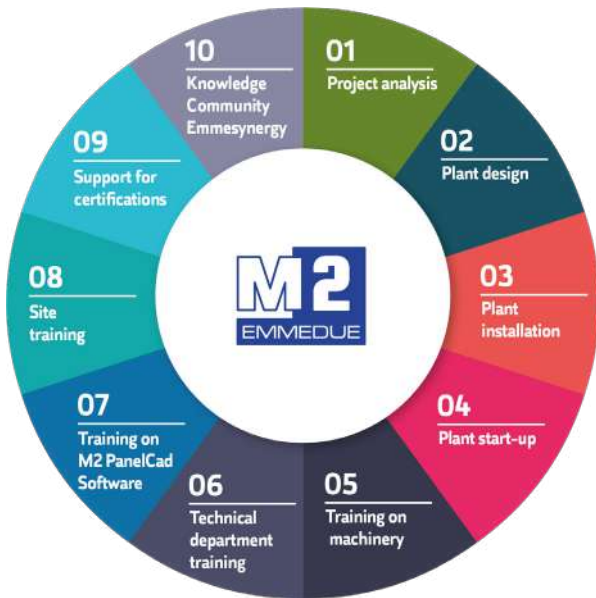 01
Project analysis
02
Plant design
03
Plant
installation
04
Plant start-up
05
Training on
machinery
06
Technical
department
training
07
Training on
M2 PanelCad
Software
08
Site
training
09
Support for
certifications
10
Knowledge
Community
Emmesynergy
M2
EMMEDUE